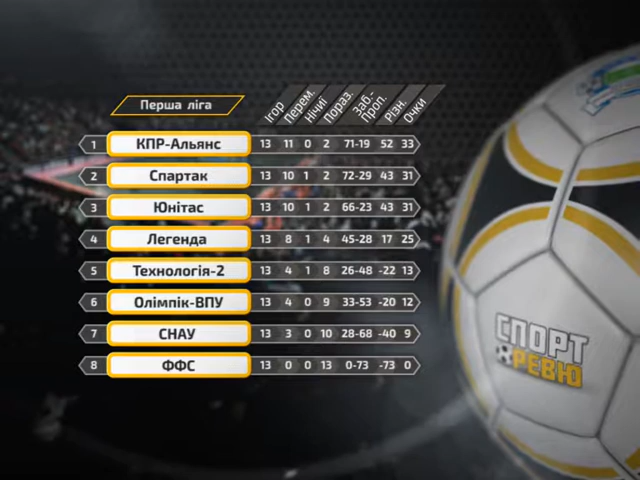 Перша ліга
Ігор Перем. Нічиї Пораз. Заб.- Проп. Різн. Очки
1 КПР-Альянс 13 11 0 2 71-19 52 33
2 Спартак 13 10 1 2 72-29 43 31
3 Юнітас 13 10 1 2 66-23 43 31
4 Легенда 13 8 1 4 45-28 17 25
5 Технологія-2 13 4 1 8 26-48 -22 13
6 Олімпік-ВПУ 13 4 0 9 33-53 -20 12
7 СНАУ 13 3 0 10 28-68 -40 9
8 ФФС 13 0 0 13 0-73 -73 0
СПОРТ
РЕВЮ